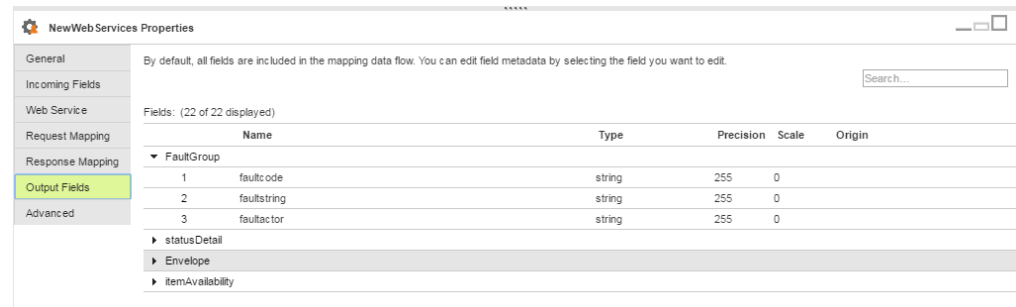 NewWebServices Properties
General
Incoming Fields
Web Service
Request Mapping
Response Mapping
Output Fields
Advanced
By default, all fields are included in the mapping data flow. You can edit field metadata by selecting the field you want to edit.
Search...
Fields: (22 of 22 displayed)
Name Type Precision Scale Origin
FaultGroup
1 faultcode string 255 0
2 faultstring string 255 0
3 faultactor string 255 0
statusDetail
Envelope
itemAvailability